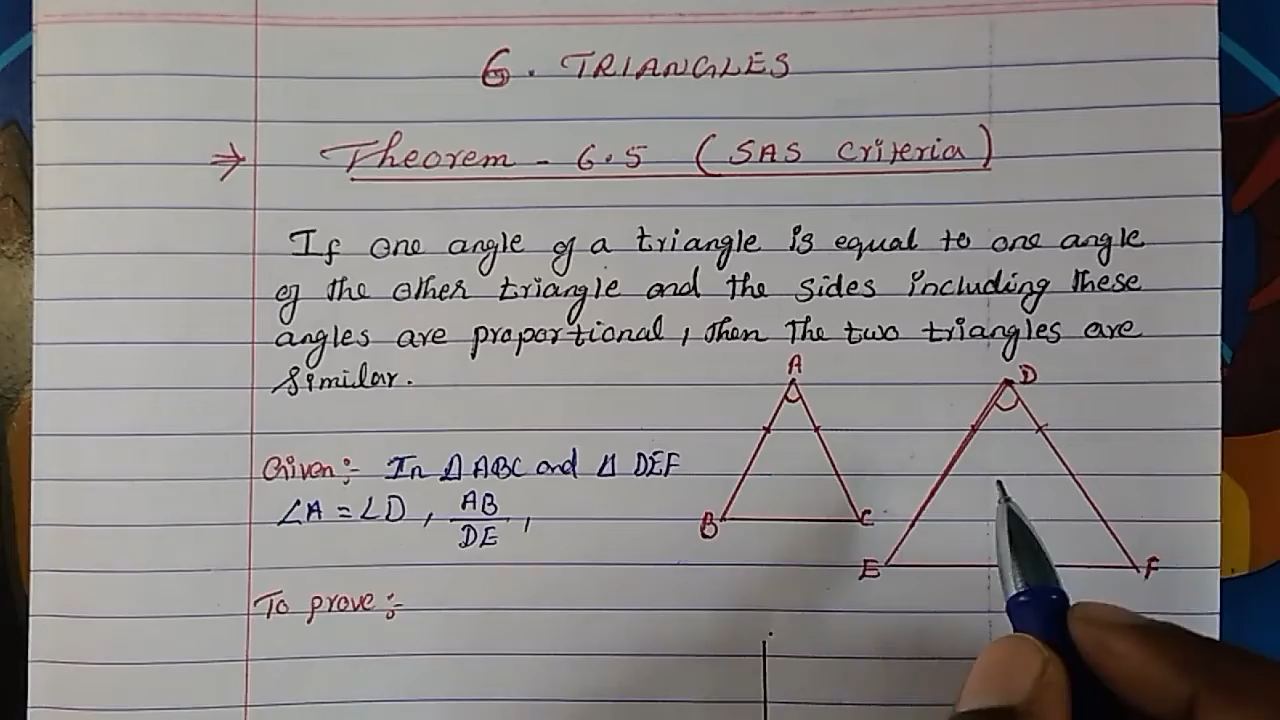 6. TRIANGLES
⇒ Theorem - 6.5 (SAS Criteria)
If one angle of a triangle is equal to one angle
of the other triangle and the sides including these
angles are proportional, then the two triangles are
similar.
A
D
Given:- In Δ ABC and Δ DEF
∠A = ∠D, AB/DE,
B
C
E
F
To prove:-